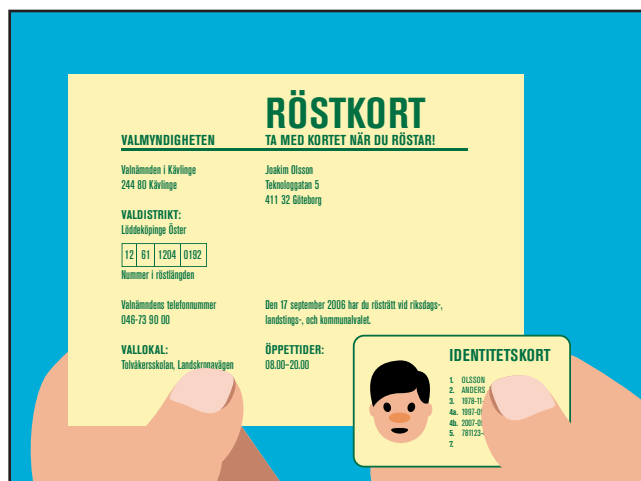 RÖSTKORT
VALMYNDIGHETEN
TA MED KORTET NÄR DU RÖSTAR!
Valnämnden i Kävlinge
244 80 Kävlinge
Joakim Olsson
Teknologgatan 5
411 32 Göteborg
VALDISTRIKT:
Löddeköpinge Öster
12 61 1204 0192
Nummer i röstlängden
Valnämndens telefonnummer
046-73 90 00
Den 17 september 2006 har du rösträtt vid riksdags-,
landstings-, och kommunalvalet.
VALLOKAL:
Tolvåkersskolan, Landskronavägen
ÖPPETTIDER:
08.00–20.00
IDENTITETSKORT
1. OLSSON
2. ANDERS
3. 1978-11-
4a. 1997-0
4b. 2007-0
5. 781123-
7.